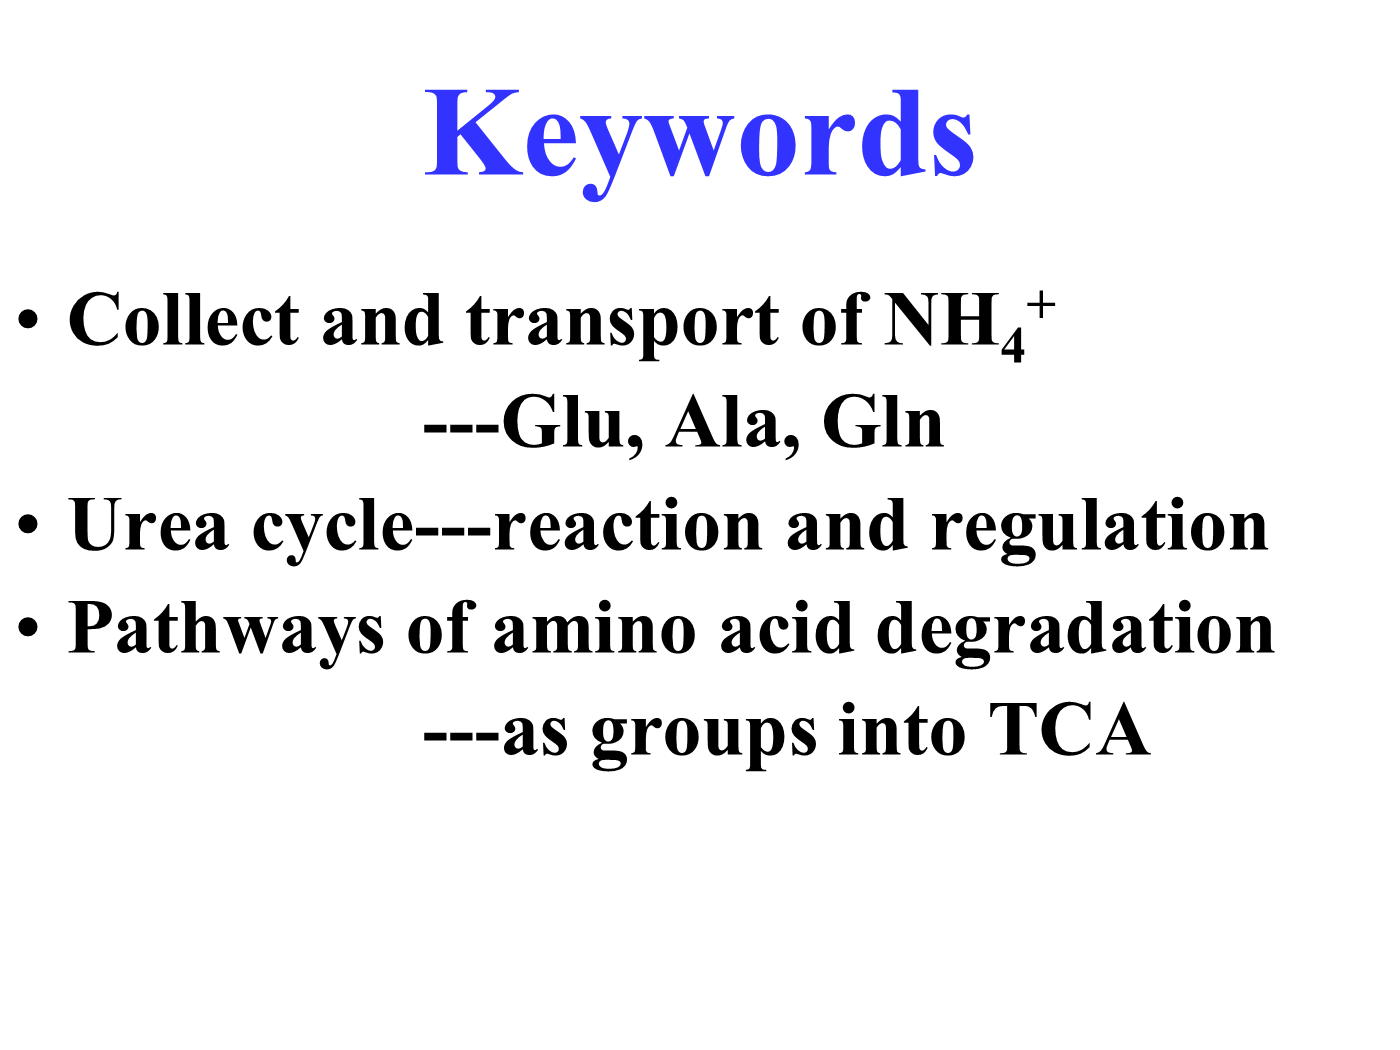 Keywords
• Collect and transport of NH₄⁺
---Glu, Ala, Gln
• Urea cycle---reaction and regulation
• Pathways of amino acid degradation
---as groups into TCA